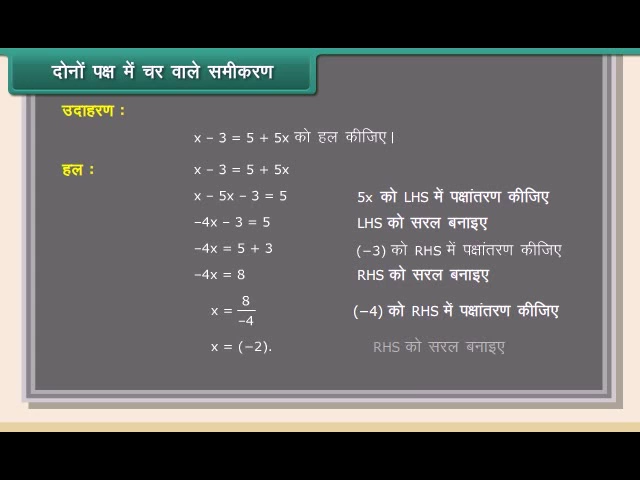 दोनों पक्ष में चर वाले समीकरण
उदाहरण :
x – 3 = 5 + 5x को हल कीजिए।
हल : x – 3 = 5 + 5x
x – 5x – 3 = 5 5x को LHS में पक्षांतरण कीजिए
–4x – 3 = 5 LHS को सरल बनाइए
–4x = 5 + 3 (–3) को RHS में पक्षांतरण कीजिए
–4x = 8 RHS को सरल बनाइए
x = 8/–4 (–4) को RHS में पक्षांतरण कीजिए
x = (–2). RHS को सरल बनाइए